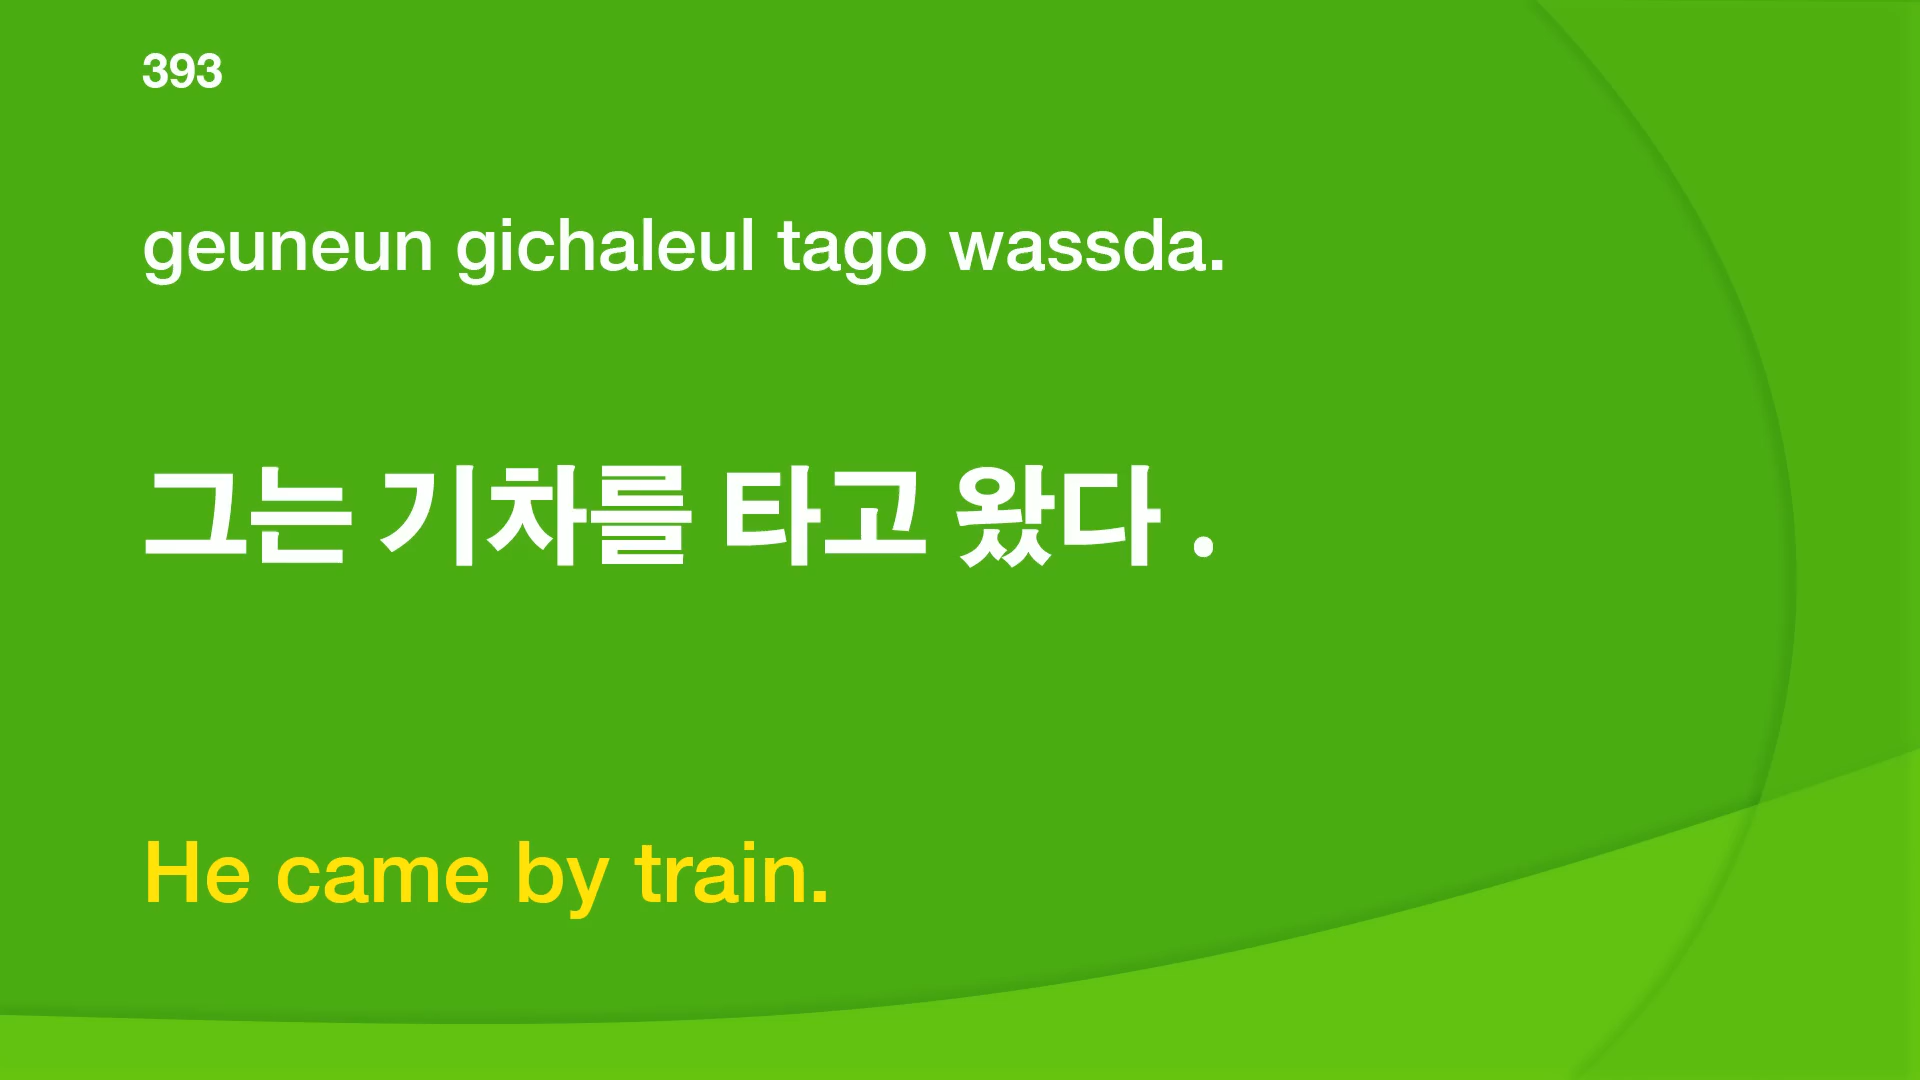 393
geuneun gichaleul tago wassda.
그는 기차를 타고 왔다 .
He came by train.